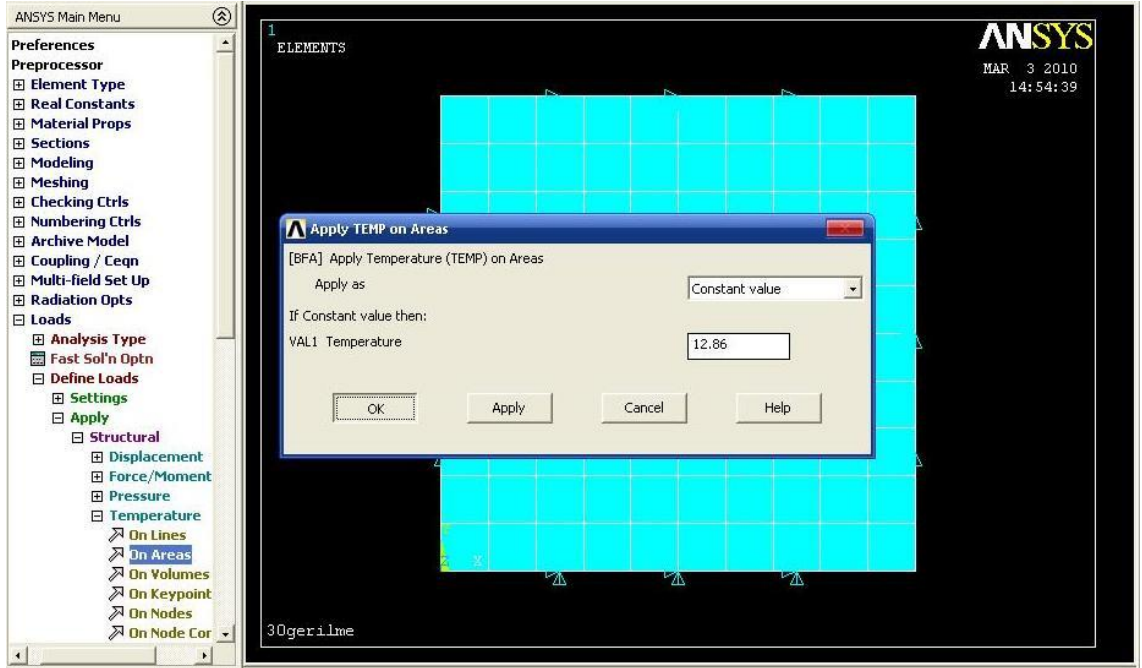 ANSYS Main Menu
Preferences
Preprocessor
Element Type
Real Constants
Material Props
Sections
Modeling
Meshing
Checking Ctrls
Numbering Ctrls
Archive Model
Coupling / Ceqn
Multi-field Set Up
Radiation Opts
Loads
Analysis Type
Fast Sol'n Optn
Define Loads
Settings
Apply
Structural
Displacement
Force/Moment
Pressure
Temperature
On Lines
On Areas
On Volumes
On Keypoint
On Nodes
On Node Cor
1
ELEMENTS
ANSYS
MAR 3 2010
14:54:39
Apply TEMP on Areas
[BFA] Apply Temperature (TEMP) on Areas
Apply as Constant value
If Constant value then:
VAL1 Temperature 12.86
OK Apply Cancel Help
Y
Z X
30gerilme